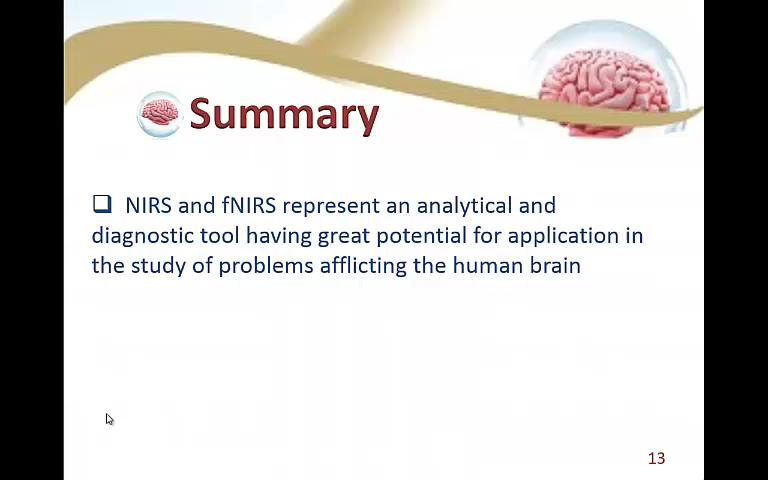 Summary
❑ NIRS and fNIRS represent an analytical and
diagnostic tool having great potential for application in
the study of problems afflicting the human brain
13